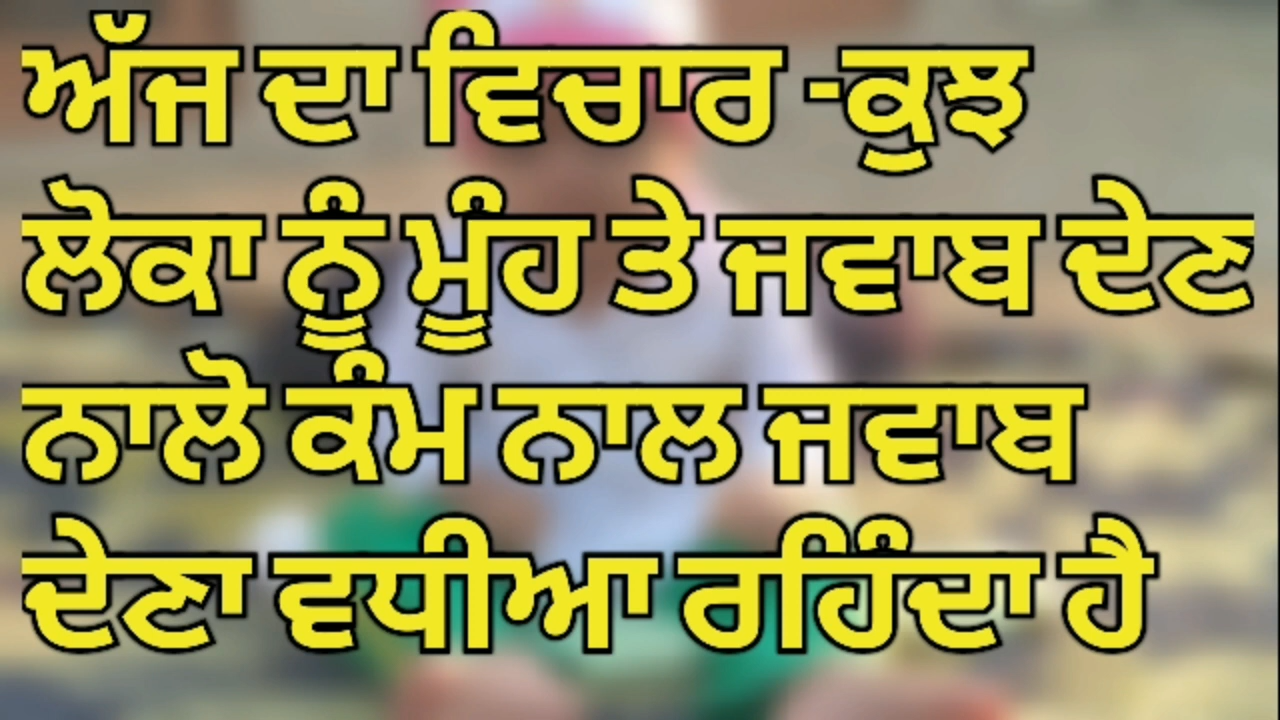 ਅੱਜ ਦਾ ਵਿਚਾਰ -ਕੁਝ
ਲੋਕਾ ਨੂੰ ਮੂੰਹ ਤੇ ਜਵਾਬ ਦੇਣ
ਨਾਲੋ ਕੰਮ ਨਾਲ ਜਵਾਬ
ਦੇਣਾ ਵਧੀਆ ਰਹਿੰਦਾ ਹੈ